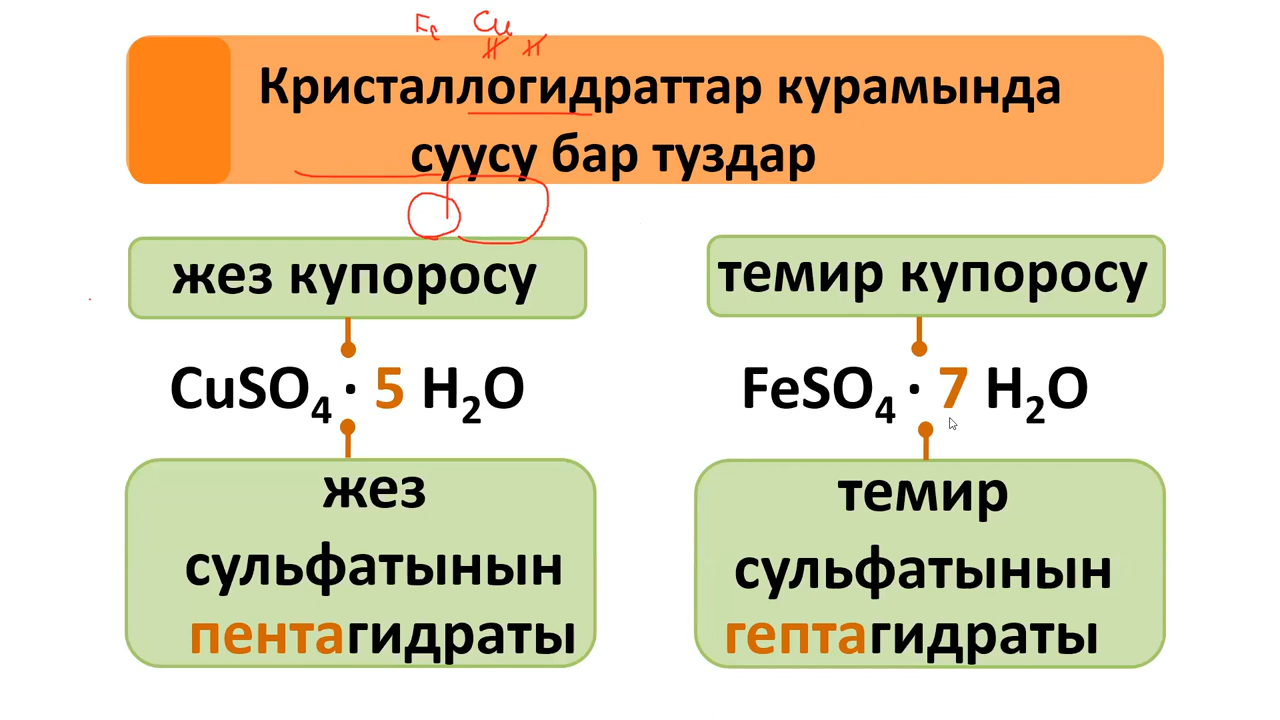 Fe Cu
Кристаллогидраттар курамында
суусу бар туздар
жез купоросу
темир купоросу
CuSO₄ · 5 H₂O
FeSO₄ · 7 H₂O
жез
сульфатынын
пентагидраты
темир
сульфатынын
гептагидраты